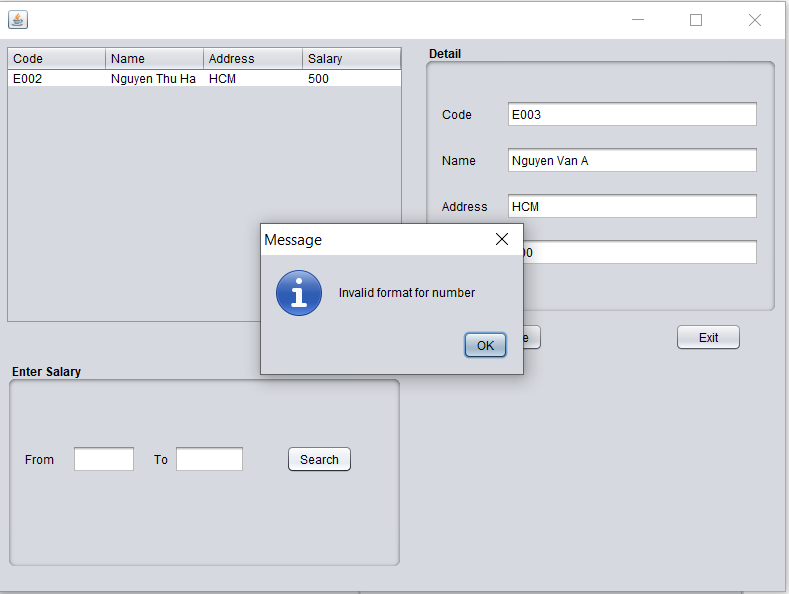 Code Name Address Salary
E002 Nguyen Thu Ha HCM 500
Detail
Code E003
Name Nguyen Van A
Address HCM
Message
Invalid format for number
OK
Exit
Enter Salary
From To Search